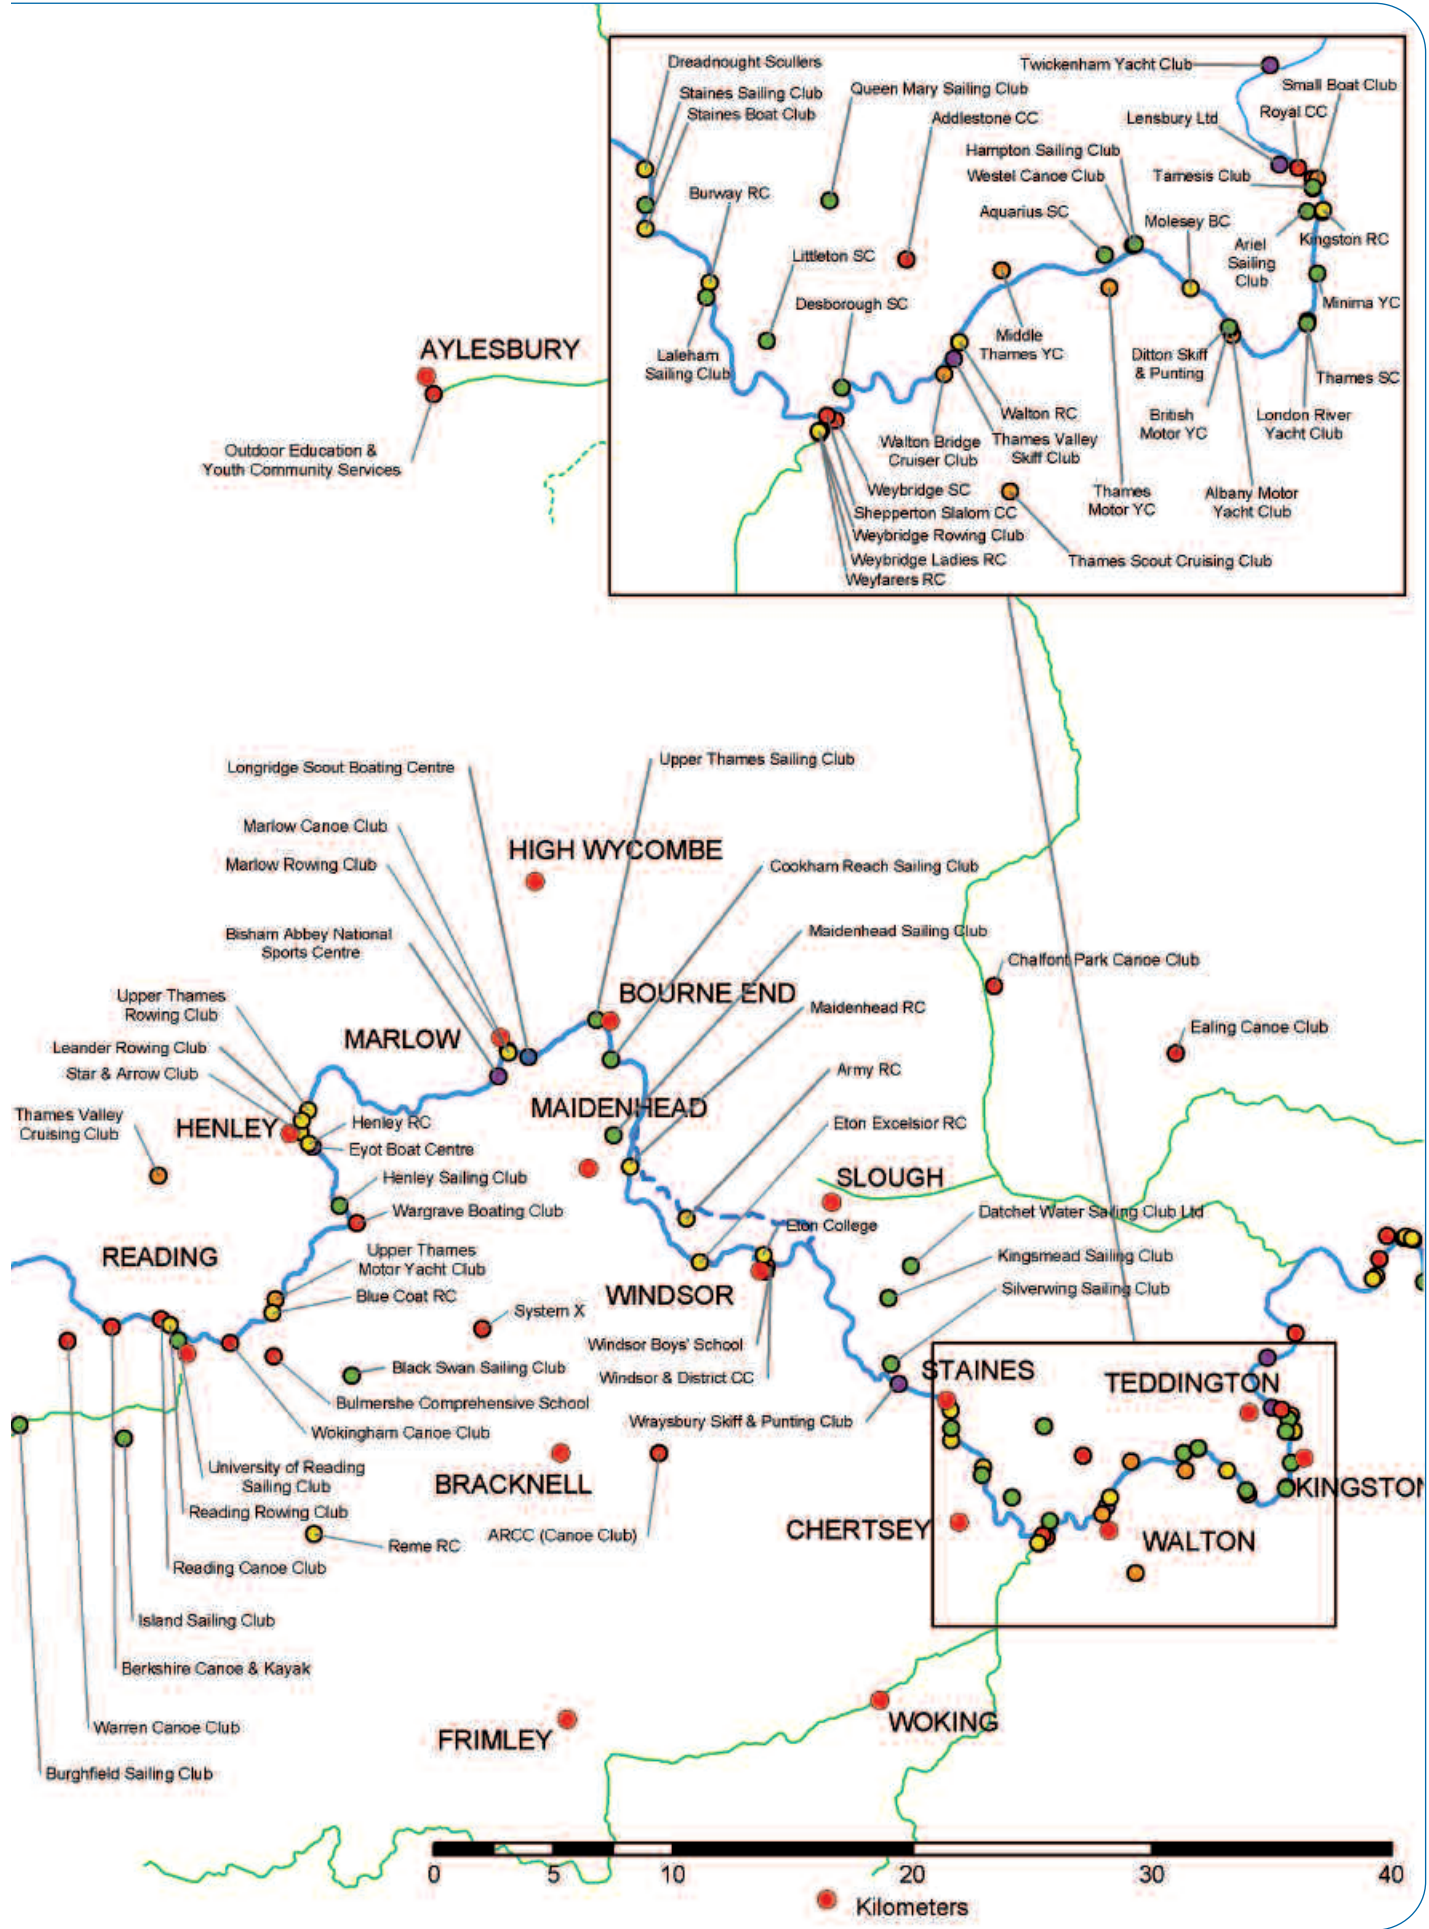 Dreadnought Scullers
Staines Sailing Club
Staines Boat Club
Queen Mary Sailing Club
Twickenham Yacht Club
Small Boat Club
Addlestone CC
Lensbury Ltd
Royal CC
Hampton Sailing Club
Westel Canoe Club
Tamesis Club
Burway RC
Aquarius SC
Molesey BC
Ariel
Sailing
Club
Kingston RC
Littleton SC
Desborough SC
Minima YC
Laleham
Sailing Club
Middle
Thames YC
Ditton Skiff
& Punting
Thames SC
AYLESBURY
Walton RC
British
Motor YC
London River
Yacht Club
Walton Bridge
Cruiser Club
Thames Valley
Skiff Club
Outdoor Education &
Youth Community Services
Weybridge SC
Shepperton Slalom CC
Weybridge Rowing Club
Weybridge Ladies RC
Weyfarers RC
Thames
Motor YC
Albany Motor
Yacht Club
Thames Scout Cruising Club
Longridge Scout Boating Centre
Upper Thames Sailing Club
Marlow Canoe Club
HIGH WYCOMBE
Marlow Rowing Club
Cookham Reach Sailing Club
Bisham Abbey National
Sports Centre
Maidenhead Sailing Club
Chalfont Park Canoe Club
Upper Thames
Rowing Club
BOURNE END
Maidenhead RC
MARLOW
Ealing Canoe Club
Leander Rowing Club
Star & Arrow Club
Army RC
Thames Valley
Cruising Club
HENLEY
Henley RC
MAIDENHEAD
Eton Excelsior RC
Eyot Boat Centre
Henley Sailing Club
SLOUGH
Wargrave Boating Club
Datchet Water Sailing Club Ltd
Eton College
READING
Upper Thames
Motor Yacht Club
Kingsmead Sailing Club
Blue Coat RC
WINDSOR
Silverwing Sailing Club
System X
Windsor Boys' School
Black Swan Sailing Club
Windsor & District CC
STAINES
TEDDINGTON
Bulmershe Comprehensive School
Wraysbury Skiff & Punting Club
Wokingham Canoe Club
University of Reading
Sailing Club
BRACKNELL
KINGSTON
Reading Rowing Club
Reme RC
ARCC (Canoe Club)
CHERTSEY
WALTON
Reading Canoe Club
Island Sailing Club
Berkshire Canoe & Kayak
Warren Canoe Club
FRIMLEY
WOKING
Burghfield Sailing Club
0 5 10 20 30 40
Kilometers